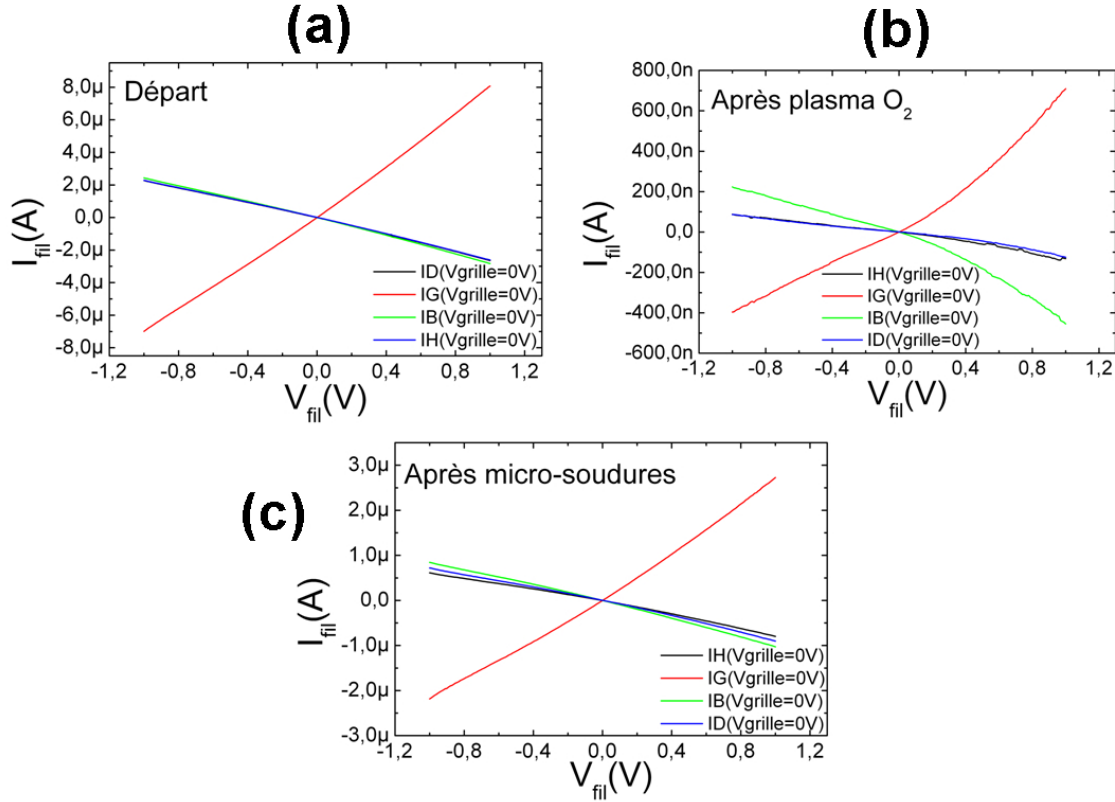 (a)
Départ
8,0µ
6,0µ
4,0µ
2,0µ
0,0
-2,0µ
-4,0µ
-6,0µ
-8,0µ
I_fil(A)
ID(Vgrille=0V)
IG(Vgrille=0V)
IB(Vgrille=0V)
IH(Vgrille=0V)
-1,2 -0,8 -0,4 0,0 0,4 0,8 1,2
V_fil(V)
(b)
Après plasma O₂
800,0n
600,0n
400,0n
200,0n
0,0
-200,0n
-400,0n
-600,0n
I_fil(A)
IH(Vgrille=0V)
IG(Vgrille=0V)
IB(Vgrille=0V)
ID(Vgrille=0V)
-1,2 -0,8 -0,4 0,0 0,4 0,8 1,2
V_fil(V)
(c)
Après micro-soudures
3,0µ
2,0µ
1,0µ
0,0
-1,0µ
-2,0µ
-3,0µ
I_fil(A)
IH(Vgrille=0V)
IG(Vgrille=0V)
IB(Vgrille=0V)
ID(Vgrille=0V)
-1,2 -0,8 -0,4 0,0 0,4 0,8 1,2
V_fil(V)